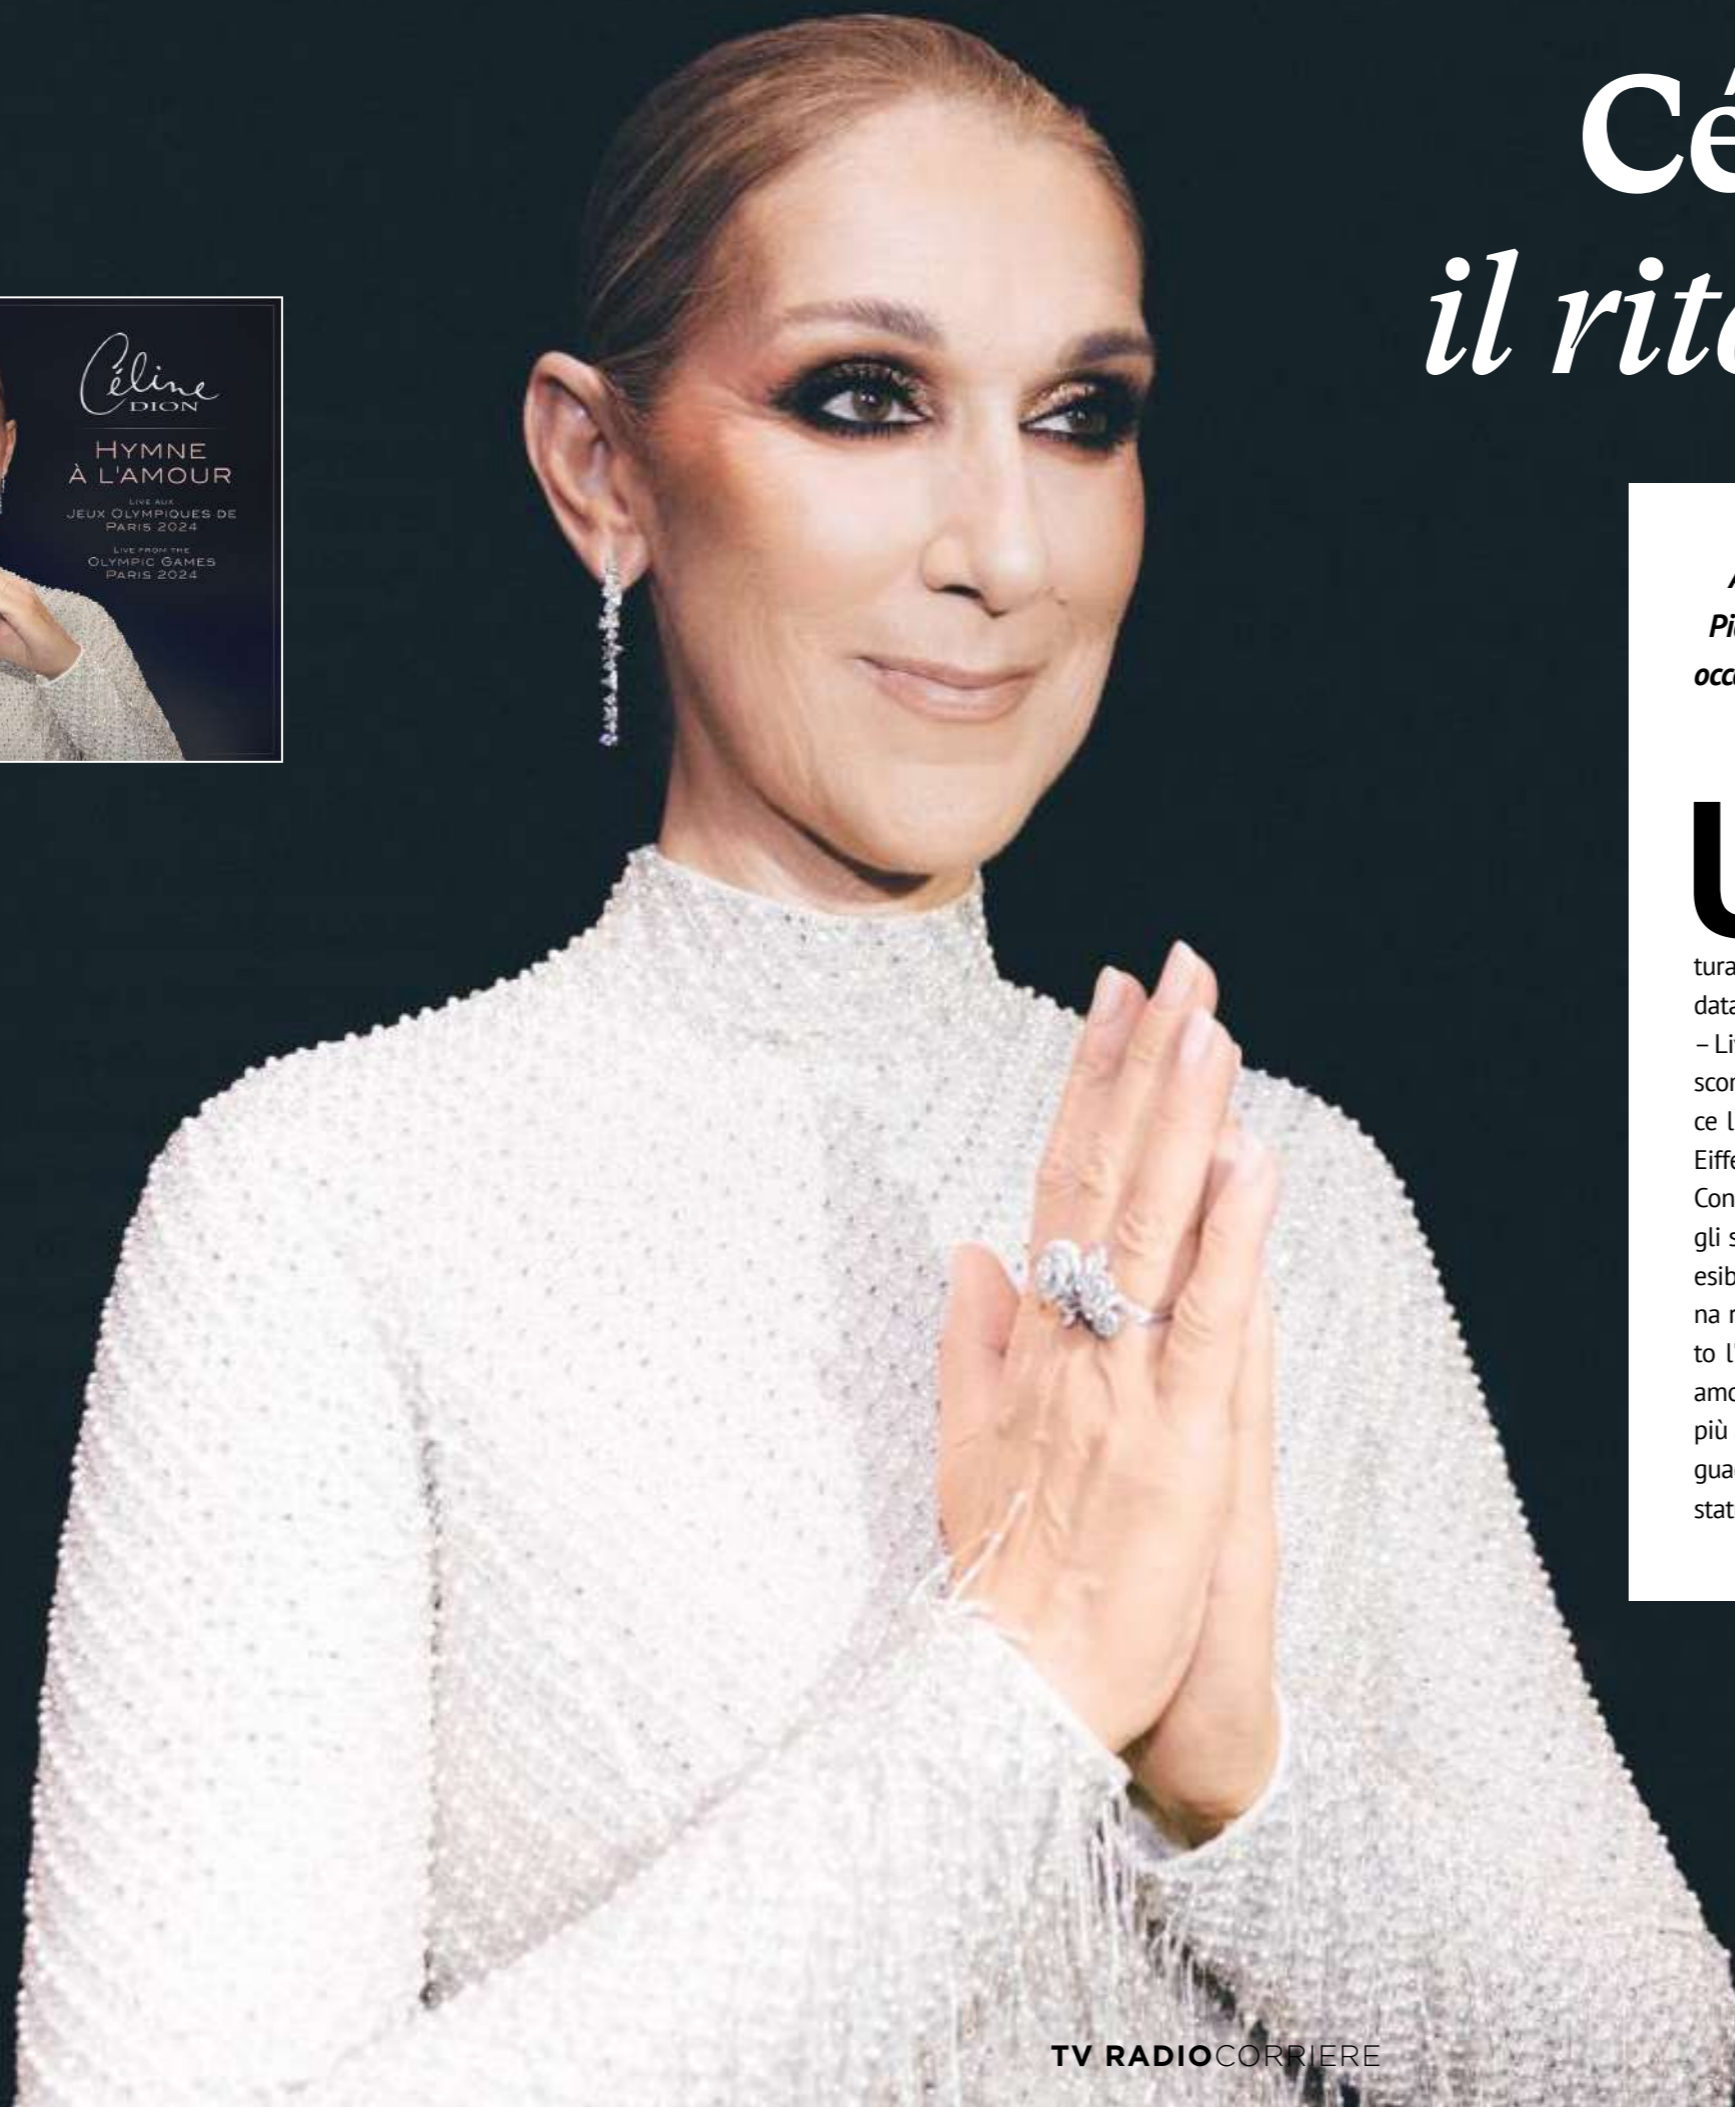 Cé
il rit
Céline
DION
HYMNE
À L'AMOUR
LIVE AUX
JEUX OLYMPIQUES DE
PARIS 2024
LIVE FROM THE
OLYMPIC GAMES
PARIS 2024
Pi
occ
U
tura
data
– Li
scor
ce l
Eiffe
Con
gli s
esib
na r
to l'
amo
più
gua
stat
TV RADIOCORRIERE